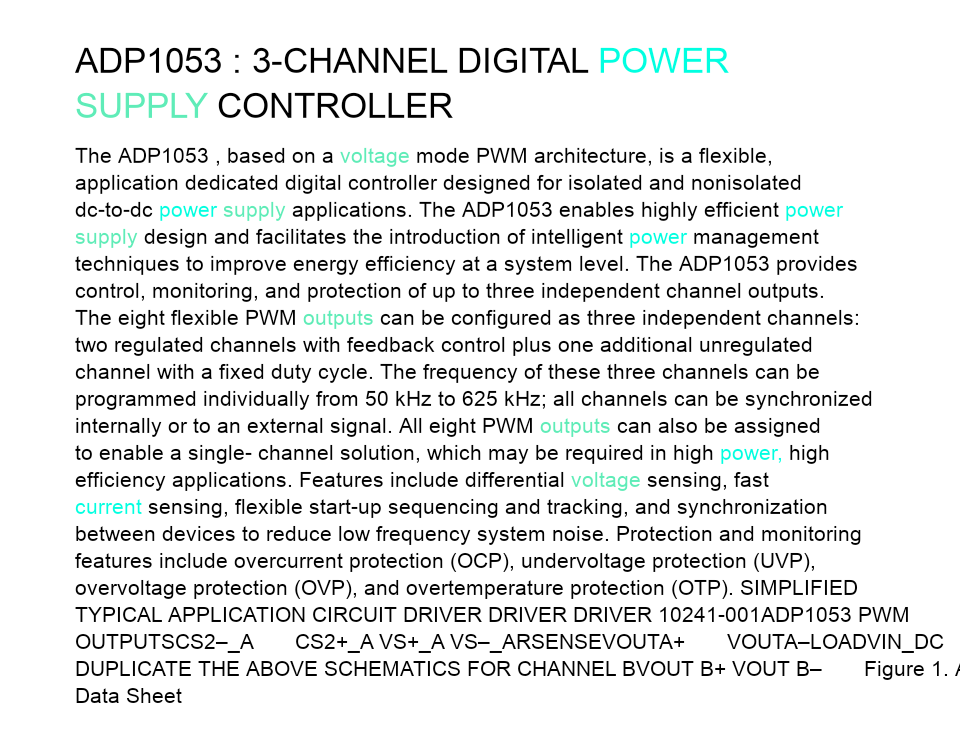 ADP1053 : 3-CHANNEL DIGITAL POWER
SUPPLY CONTROLLER
The ADP1053 , based on a voltage mode PWM architecture, is a flexible,
application dedicated digital controller designed for isolated and nonisolated
dc-to-dc power supply applications. The ADP1053 enables highly efficient power
supply design and facilitates the introduction of intelligent power management
techniques to improve energy efficiency at a system level. The ADP1053 provides
control, monitoring, and protection of up to three independent channel outputs.
The eight flexible PWM outputs can be configured as three independent channels:
two regulated channels with feedback control plus one additional unregulated
channel with a fixed duty cycle. The frequency of these three channels can be
programmed individually from 50 kHz to 625 kHz; all channels can be synchronized
internally or to an external signal. All eight PWM outputs can also be assigned
to enable a single- channel solution, which may be required in high power, high
efficiency applications. Features include differential voltage sensing, fast
current sensing, flexible start-up sequencing and tracking, and synchronization
between devices to reduce low frequency system noise. Protection and monitoring
features include overcurrent protection (OCP), undervoltage protection (UVP),
overvoltage protection (OVP), and overtemperature protection (OTP). SIMPLIFIED
TYPICAL APPLICATION CIRCUIT DRIVER DRIVER DRIVER 10241-001ADP1053 PWM
OUTPUTSCS2–_A CS2+_A VS+_A VS–_ARSENSEVOUTA+ VOUTA–LOADVIN_DC
DUPLICATE THE ABOVE SCHEMATICS FOR CHANNEL BVOUT B+ VOUT B– Figure 1.
Data Sheet